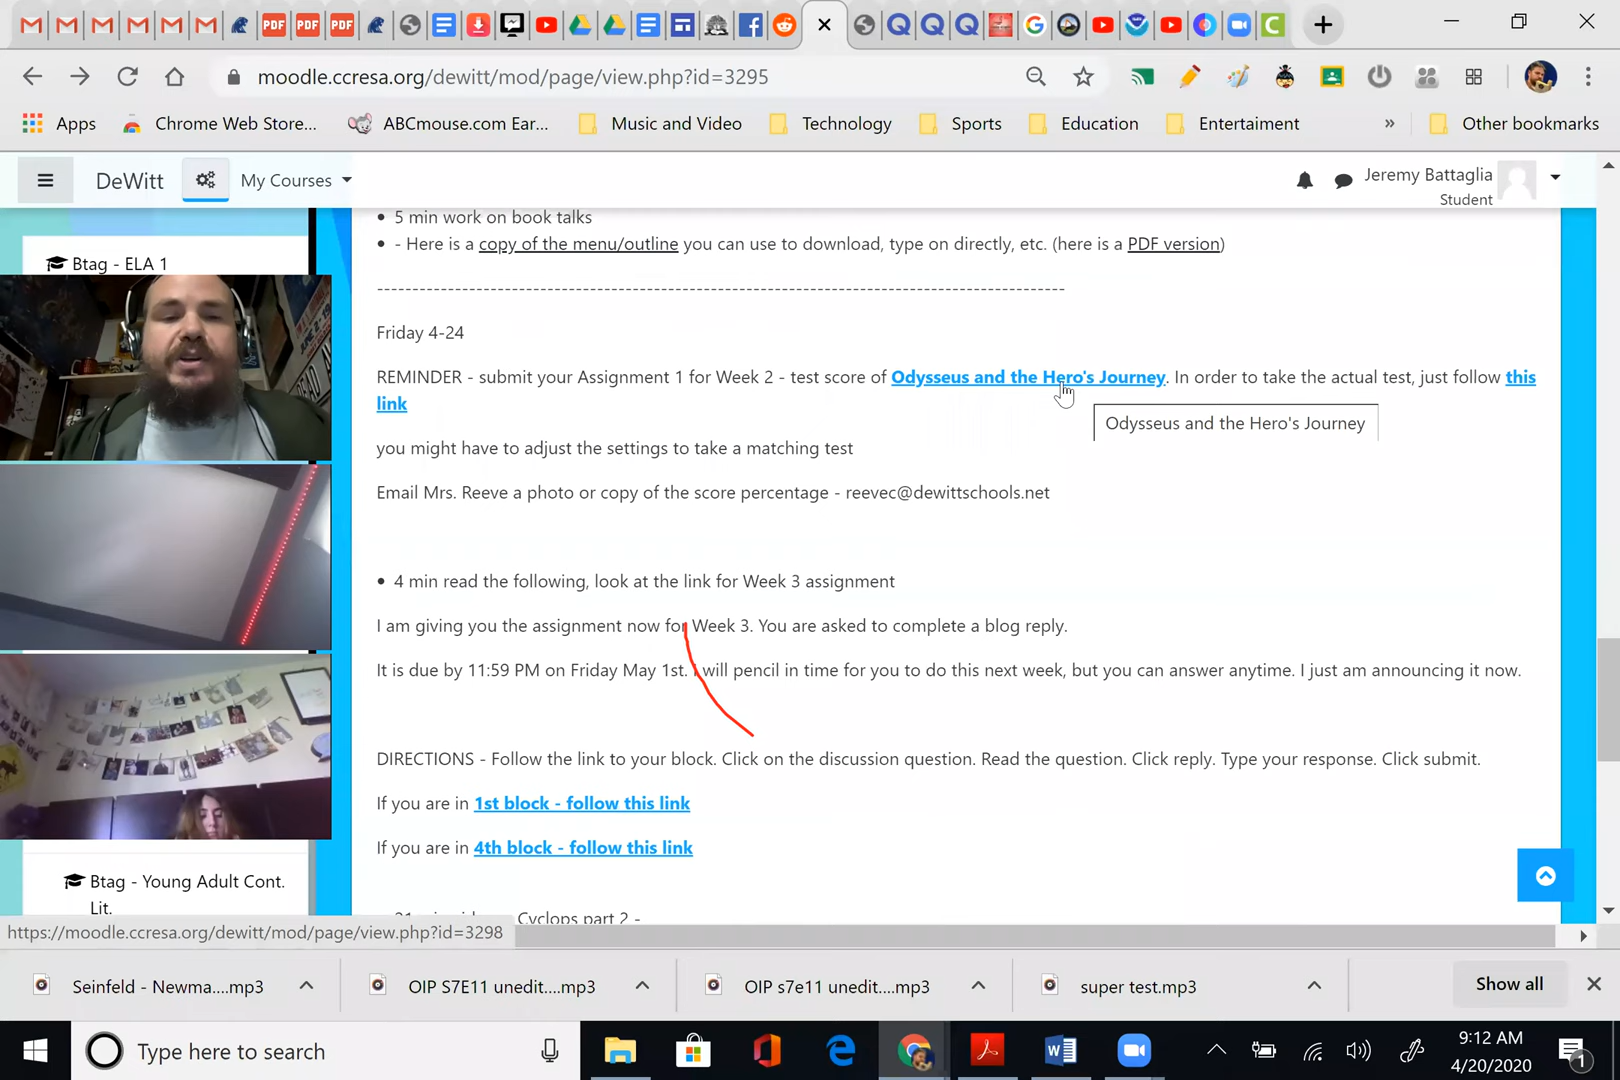 PDF
PDF
PDF
moodle.ccresa.org/dewitt/mod/page/view.php?id=3295
Apps
Chrome Web Store...
ABCmouse.com Ear...
Music and Video
Technology
Sports
Education
Entertaiment
»
Other bookmarks
DeWitt
My Courses
Jeremy Battaglia
Student
Btag - ELA 1
Btag - Young Adult Cont.
Lit.
• 5 min work on book talks
• - Here is a copy of the menu/outline you can use to download, type on directly, etc. (here is a PDF version)
-------------------------------------------------------------------------------------------------
Friday 4-24
REMINDER - submit your Assignment 1 for Week 2 - test score of Odysseus and the Hero's Journey. In order to take the actual test, just follow this
link
Odysseus and the Hero's Journey
you might have to adjust the settings to take a matching test
Email Mrs. Reeve a photo or copy of the score percentage - reevec@dewittschools.net
• 4 min read the following, look at the link for Week 3 assignment
I am giving you the assignment now for Week 3. You are asked to complete a blog reply.
It is due by 11:59 PM on Friday May 1st. I will pencil in time for you to do this next week, but you can answer anytime. I just am announcing it now.
DIRECTIONS - Follow the link to your block. Click on the discussion question. Read the question. Click reply. Type your response. Click submit.
If you are in 1st block - follow this link
If you are in 4th block - follow this link
Cyclops part 2 -
https://moodle.ccresa.org/dewitt/mod/page/view.php?id=3298
Seinfeld - Newma....mp3
OIP S7E11 unedit....mp3
OIP s7e11 unedit....mp3
super test.mp3
Show all
Type here to search
9:12 AM
4/20/2020
1